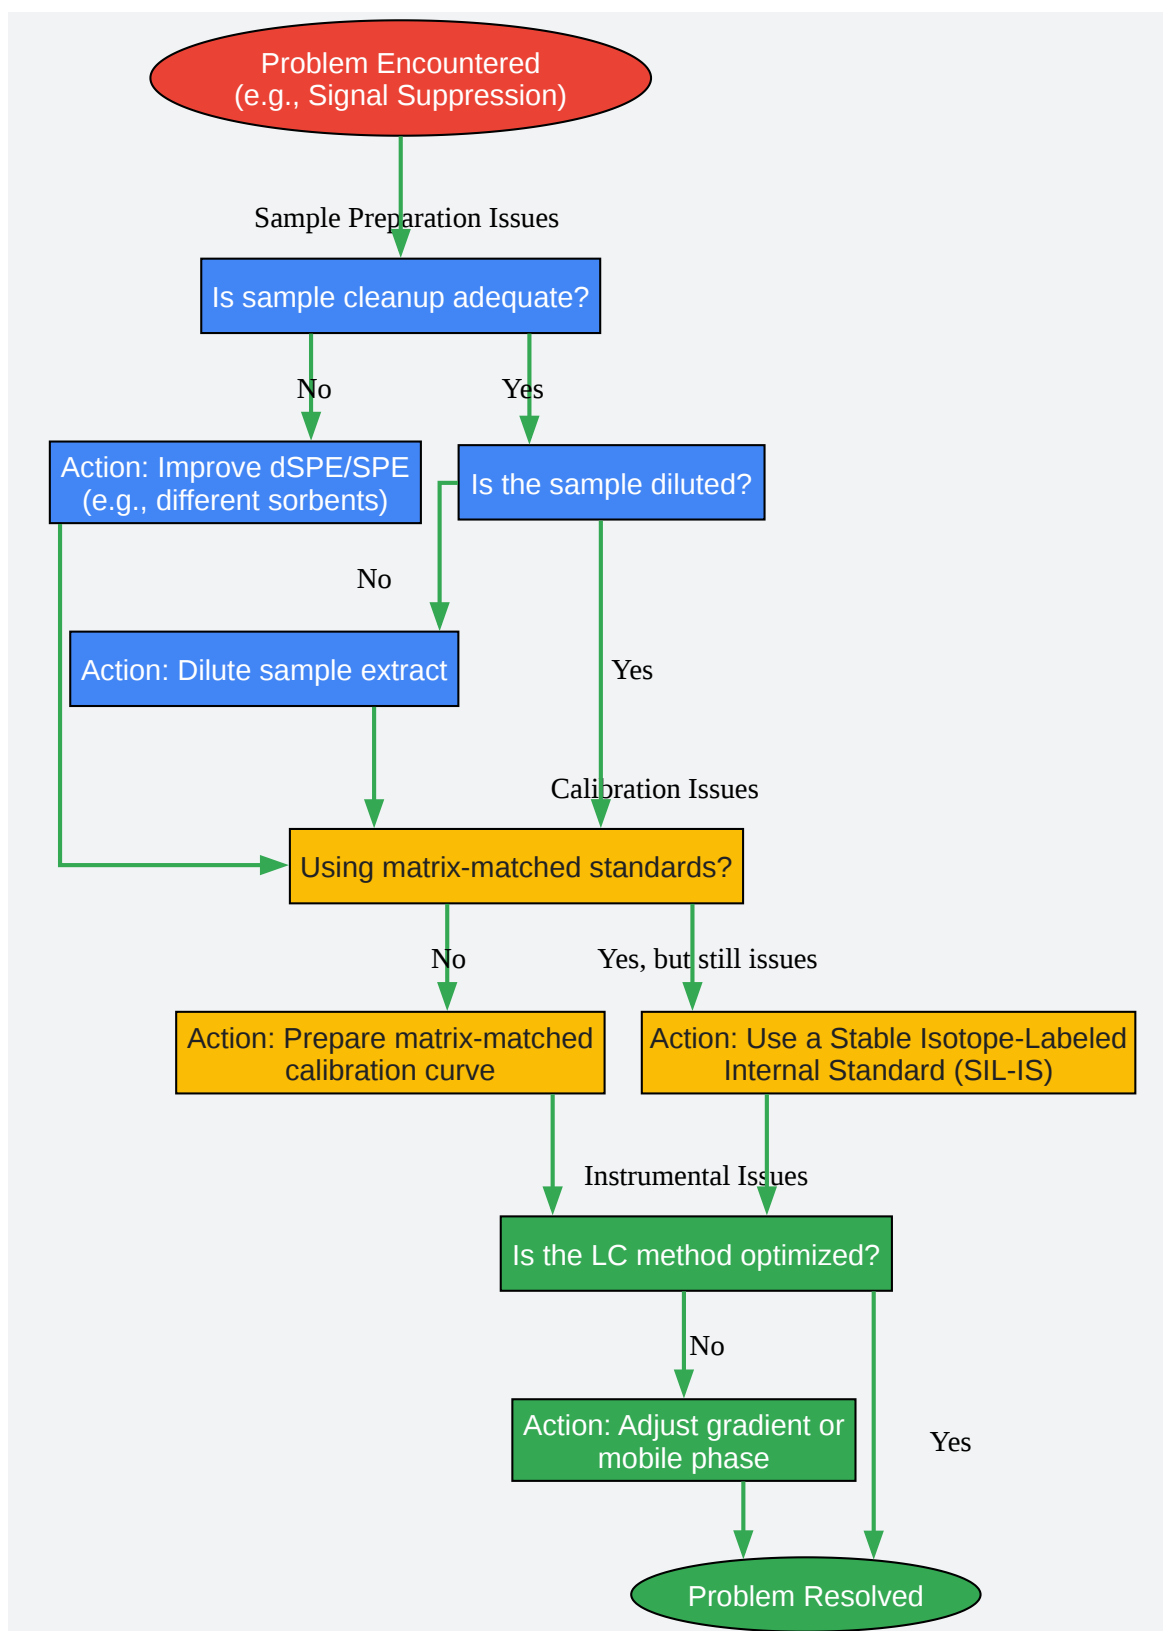 Problem Encountered
(e.g., Signal Suppression)
Sample Preparation Issues
Is sample cleanup adequate?
No
Yes
Action: Improve dSPE/SPE
(e.g., different sorbents)
Is the sample diluted?
No
Action: Dilute sample extract
Yes
Calibration Issues
Using matrix-matched standards?
No
Yes, but still issues
Action: Prepare matrix-matched
calibration curve
Action: Use a Stable Isotope-Labeled
Internal Standard (SIL-IS)
Instrumental Issues
Is the LC method optimized?
No
Action: Adjust gradient or
mobile phase
Yes
Problem Resolved